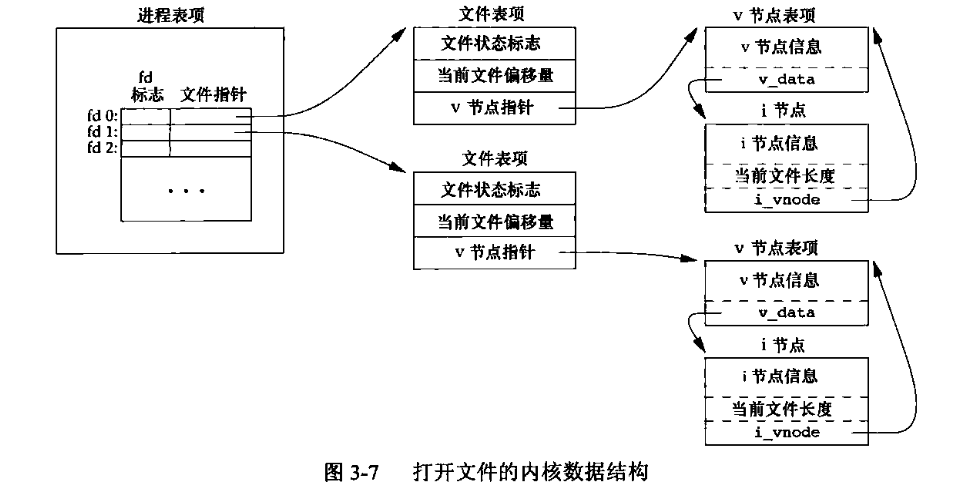 进程表项
fd
标志 文件指针
fd 0:
fd 1:
fd 2:
· · ·
文件表项
文件状态标志
当前文件偏移量
v 节点指针
文件表项
文件状态标志
当前文件偏移量
v 节点指针
v 节点表项
v 节点信息
v_data
i 节点
i 节点信息
当前文件长度
i_vnode
v 节点表项
v 节点信息
v_data
i 节点
i 节点信息
当前文件长度
i_vnode
图 3-7 打开文件的内核数据结构